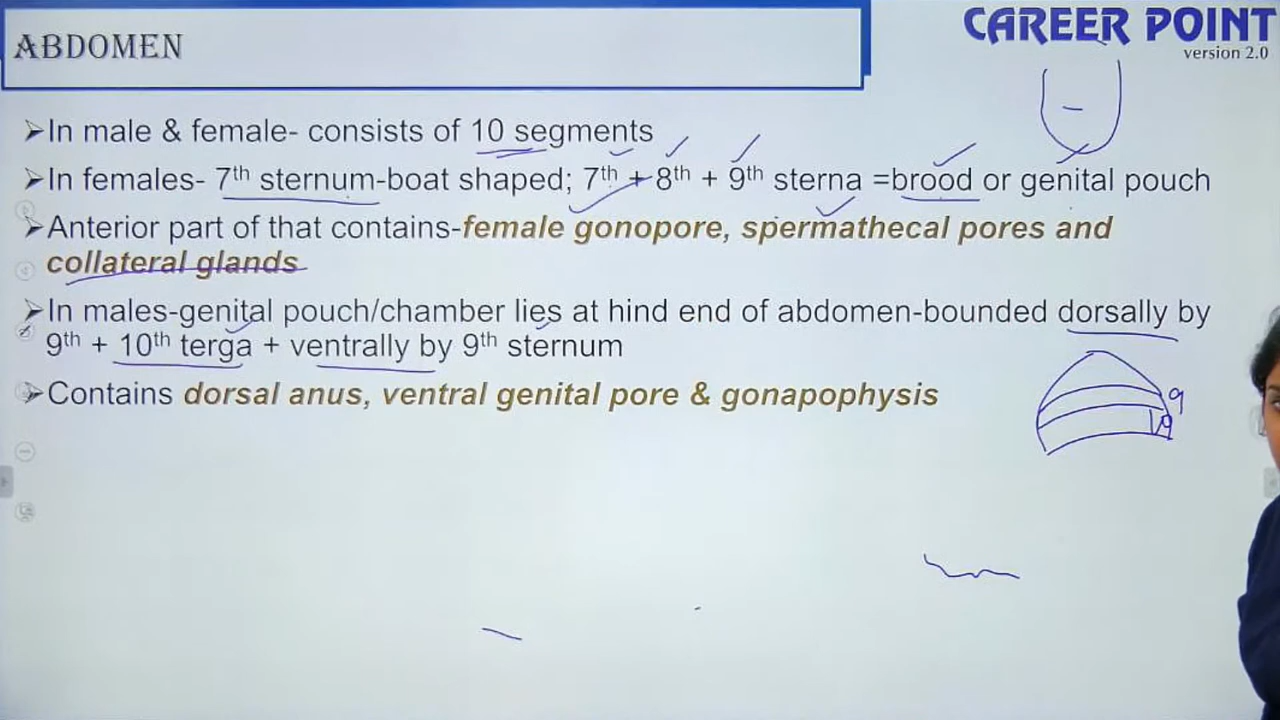 ABDOMEN
CAREER POINT
version 2.0
➢In male & female- consists of 10 segments
➢In females- 7th sternum-boat shaped; 7th + 8th + 9th sterna =brood or genital pouch
➢Anterior part of that contains-female gonopore, spermathecal pores and
collateral glands
➢In males-genital pouch/chamber lies at hind end of abdomen-bounded dorsally by
9th + 10th terga + ventrally by 9th sternum
➢Contains dorsal anus, ventral genital pore & gonapophysis
9